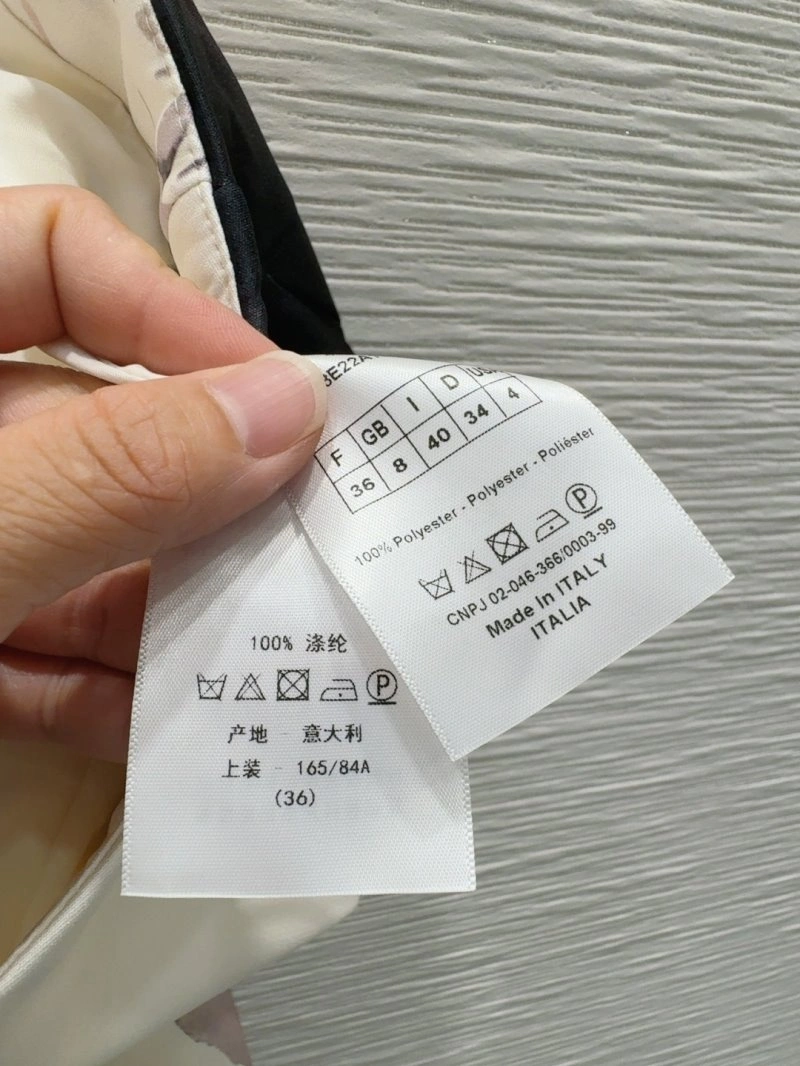 F GB I D
36 8 40 34 4
100% Polyester - Polyester - Poliéster
P
CNPJ 02-046-366/0003-99
Made In ITALY
ITALIA
100% 涤纶
P
产地 - 意大利
上装 - 165/84A
(36)